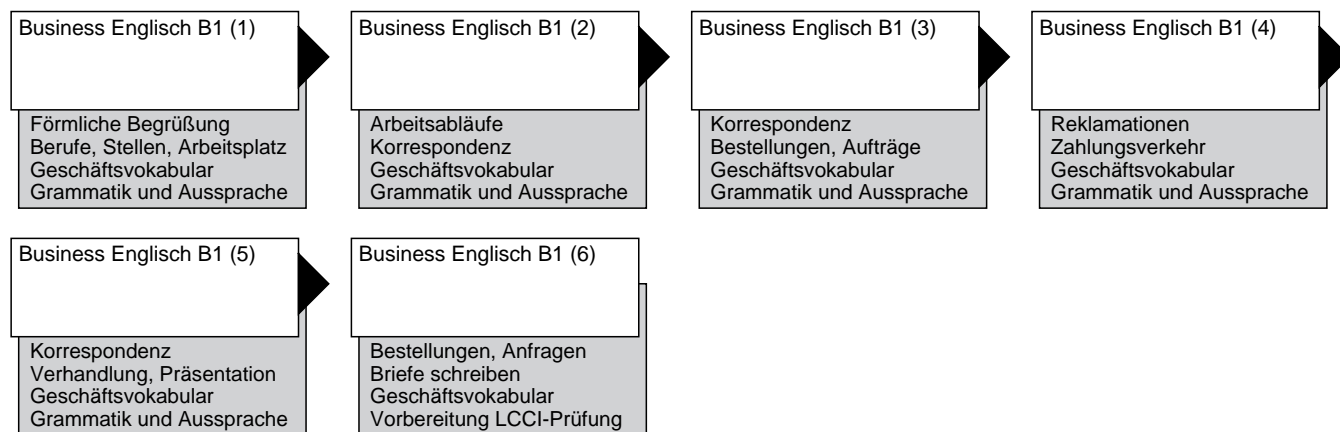 Business Englisch B1 (1)
Förmliche Begrüßung
Berufe, Stellen, Arbeitsplatz
Geschäftsvokabular
Grammatik und Aussprache
Business Englisch B1 (2)
Arbeitsabläufe
Korrespondenz
Geschäftsvokabular
Grammatik und Aussprache
Business Englisch B1 (3)
Korrespondenz
Bestellungen, Aufträge
Geschäftsvokabular
Grammatik und Aussprache
Business Englisch B1 (4)
Reklamationen
Zahlungsverkehr
Geschäftsvokabular
Grammatik und Aussprache
Business Englisch B1 (5)
Korrespondenz
Verhandlung, Präsentation
Geschäftsvokabular
Grammatik und Aussprache
Business Englisch B1 (6)
Bestellungen, Anfragen
Briefe schreiben
Geschäftsvokabular
Vorbereitung LCCI-Prüfung